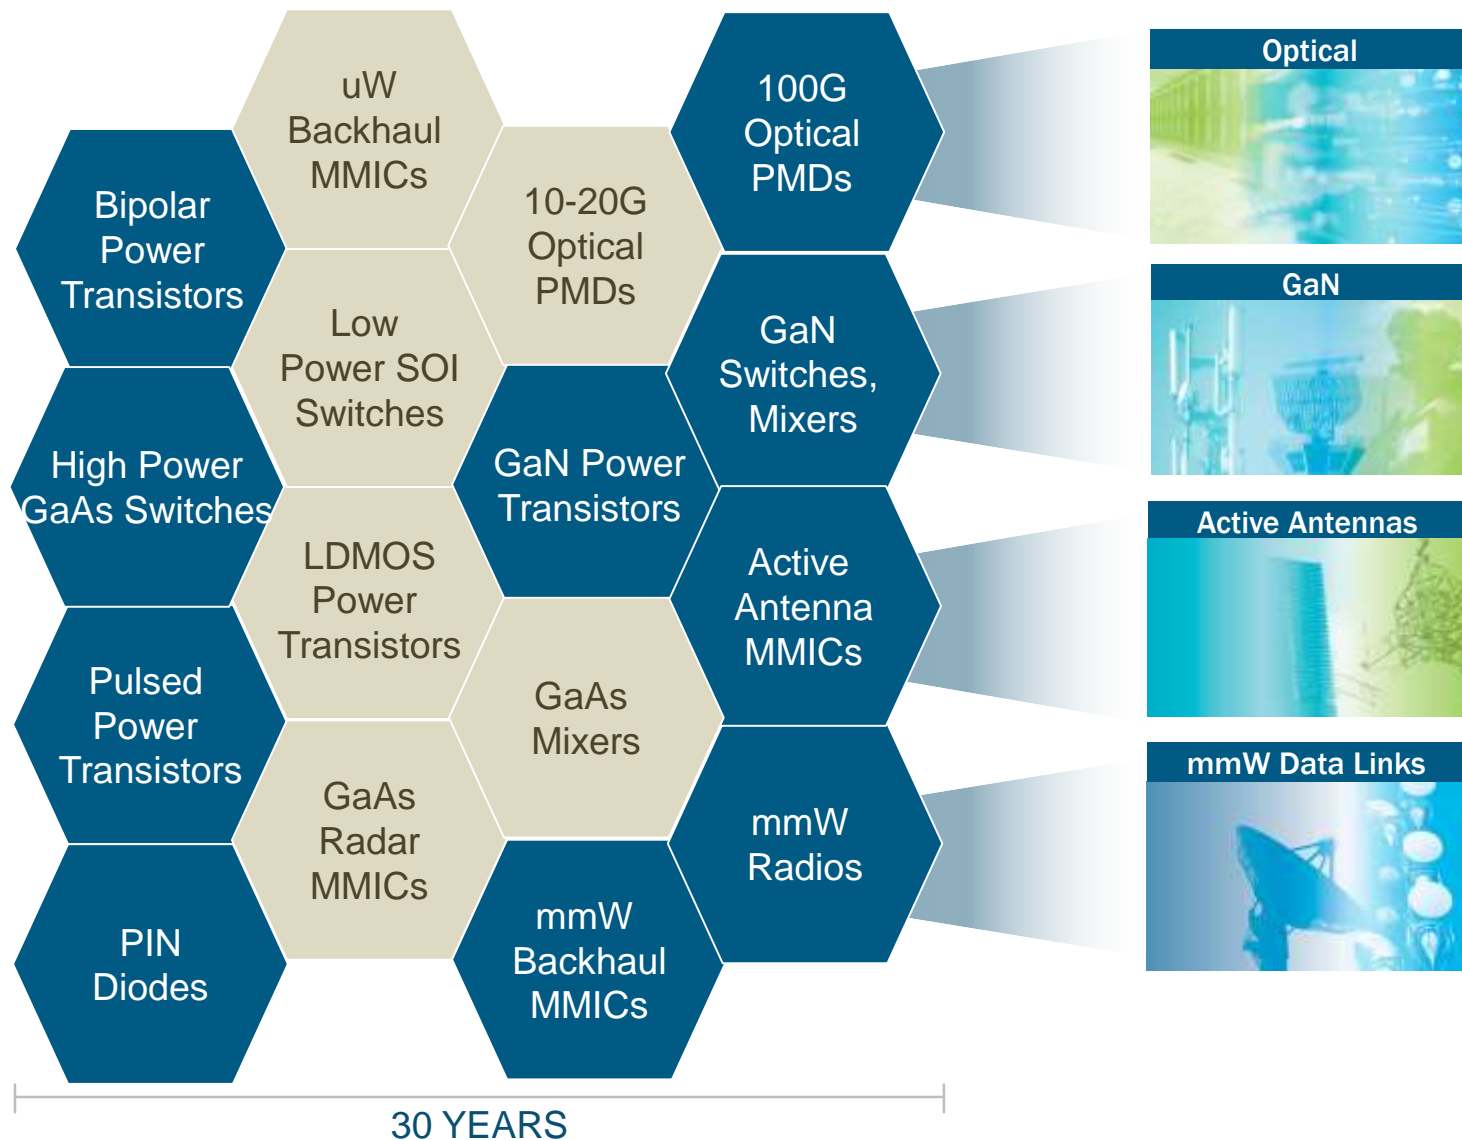 Bipolar
Power
Transistors
High Power
GaAs Switches
Pulsed
Power
Transistors
PIN
Diodes
uW
Backhaul
MMICs
Low
Power SOI
Switches
LDMOS
Power
Transistors
GaAs
Radar
MMICs
10-20G
Optical
PMDs
GaN Power
Transistors
GaAs
Mixers
mmW
Backhaul
MMICs
100G
Optical
PMDs
GaN
Switches,
Mixers
Active
Antenna
MMICs
mmW
Radios
Optical
GaN
Active Antennas
mmW Data Links
30 YEARS